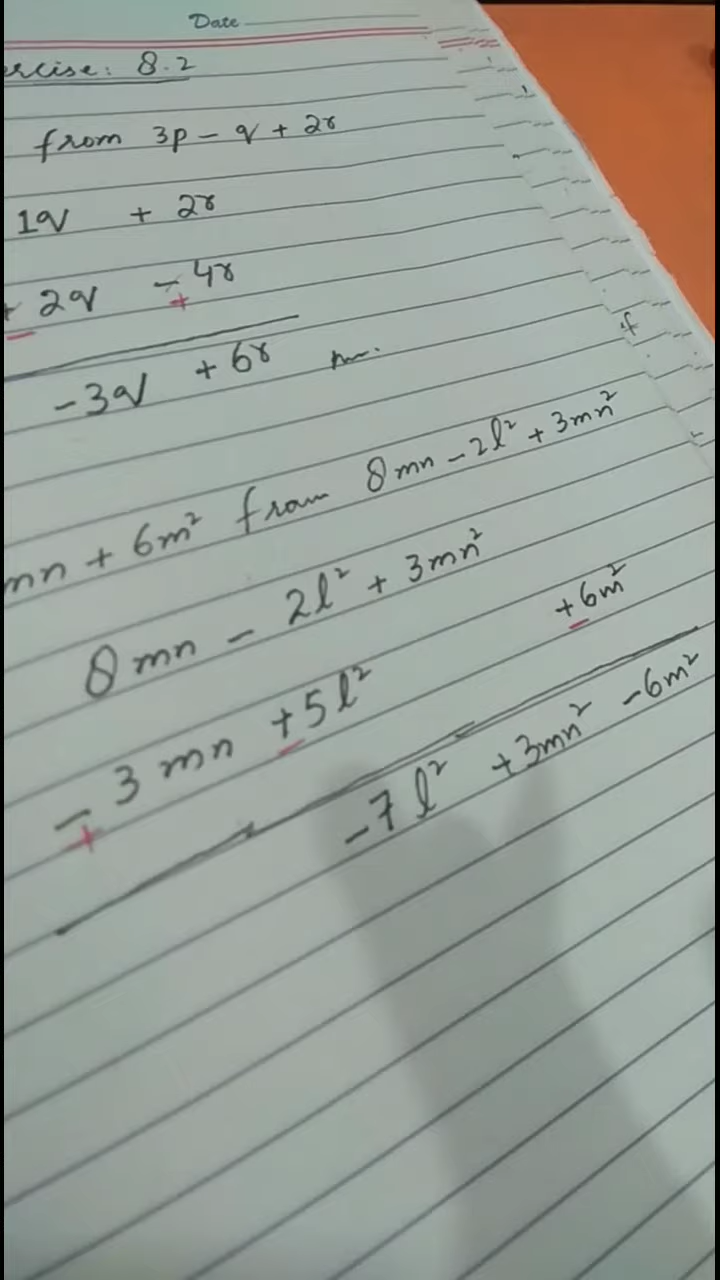 Date
ercise: 8.2
from 3p - q + 2r
1q + 2r
+ 2q - 4r
- +
-3q + 6r
mn + 6m² from 8mn - 2l² + 3mn²
8mn - 2l² + 3mn²
- 3mn + 5l² + 6m²
+ - -
-7l² + 3mn² - 6m²